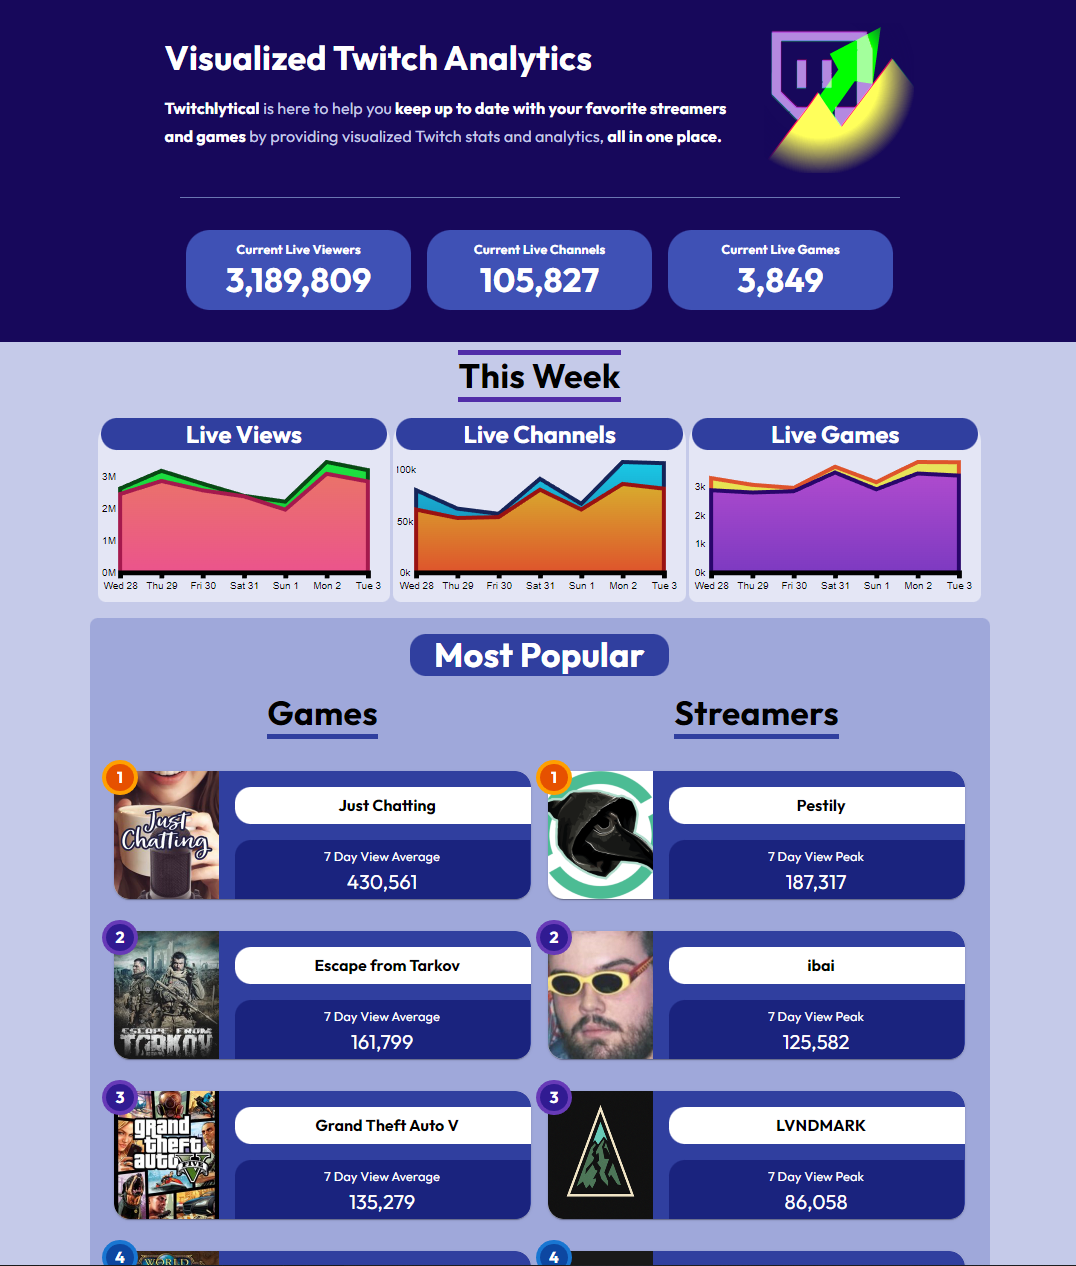 Visualized Twitch Analytics
Twitchlytical is here to help you keep up to date with your favorite streamers
and games by providing visualized Twitch stats and analytics, all in one place.
Current Live Viewers
3,189,809
Current Live Channels
105,827
Current Live Games
3,849
This Week
Live Views
3M
2M
1M
0M
Wed 28 Thu 29 Fri 30 Sat 31 Sun 1 Mon 2 Tue 3
Live Channels
100k
50k
0k
Wed 28 Thu 29 Fri 30 Sat 31 Sun 1 Mon 2 Tue 3
Live Games
3k
2k
1k
0k
Wed 28 Thu 29 Fri 30 Sat 31 Sun 1 Mon 2 Tue 3
Most Popular
Games
1
Just
Chatting
Just Chatting
7 Day View Average
430,561
2
ESCAPE FROM
TARKOV
Escape from Tarkov
7 Day View Average
161,799
3
grand
theft
auto V
FIVE
Grand Theft Auto V
7 Day View Average
135,279
4
WORLD
Streamers
1
Pestily
7 Day View Peak
187,317
2
ibai
7 Day View Peak
125,582
3
LVNDMARK
7 Day View Peak
86,058
4